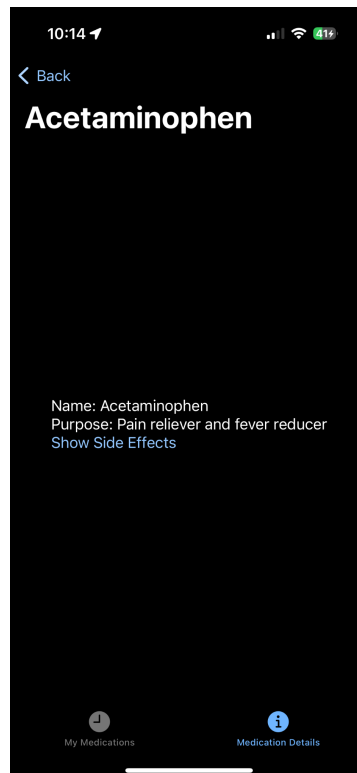 10:14
41
Back
Acetaminophen
Name: Acetaminophen
Purpose: Pain reliever and fever reducer
Show Side Effects
My Medications
Medication Details